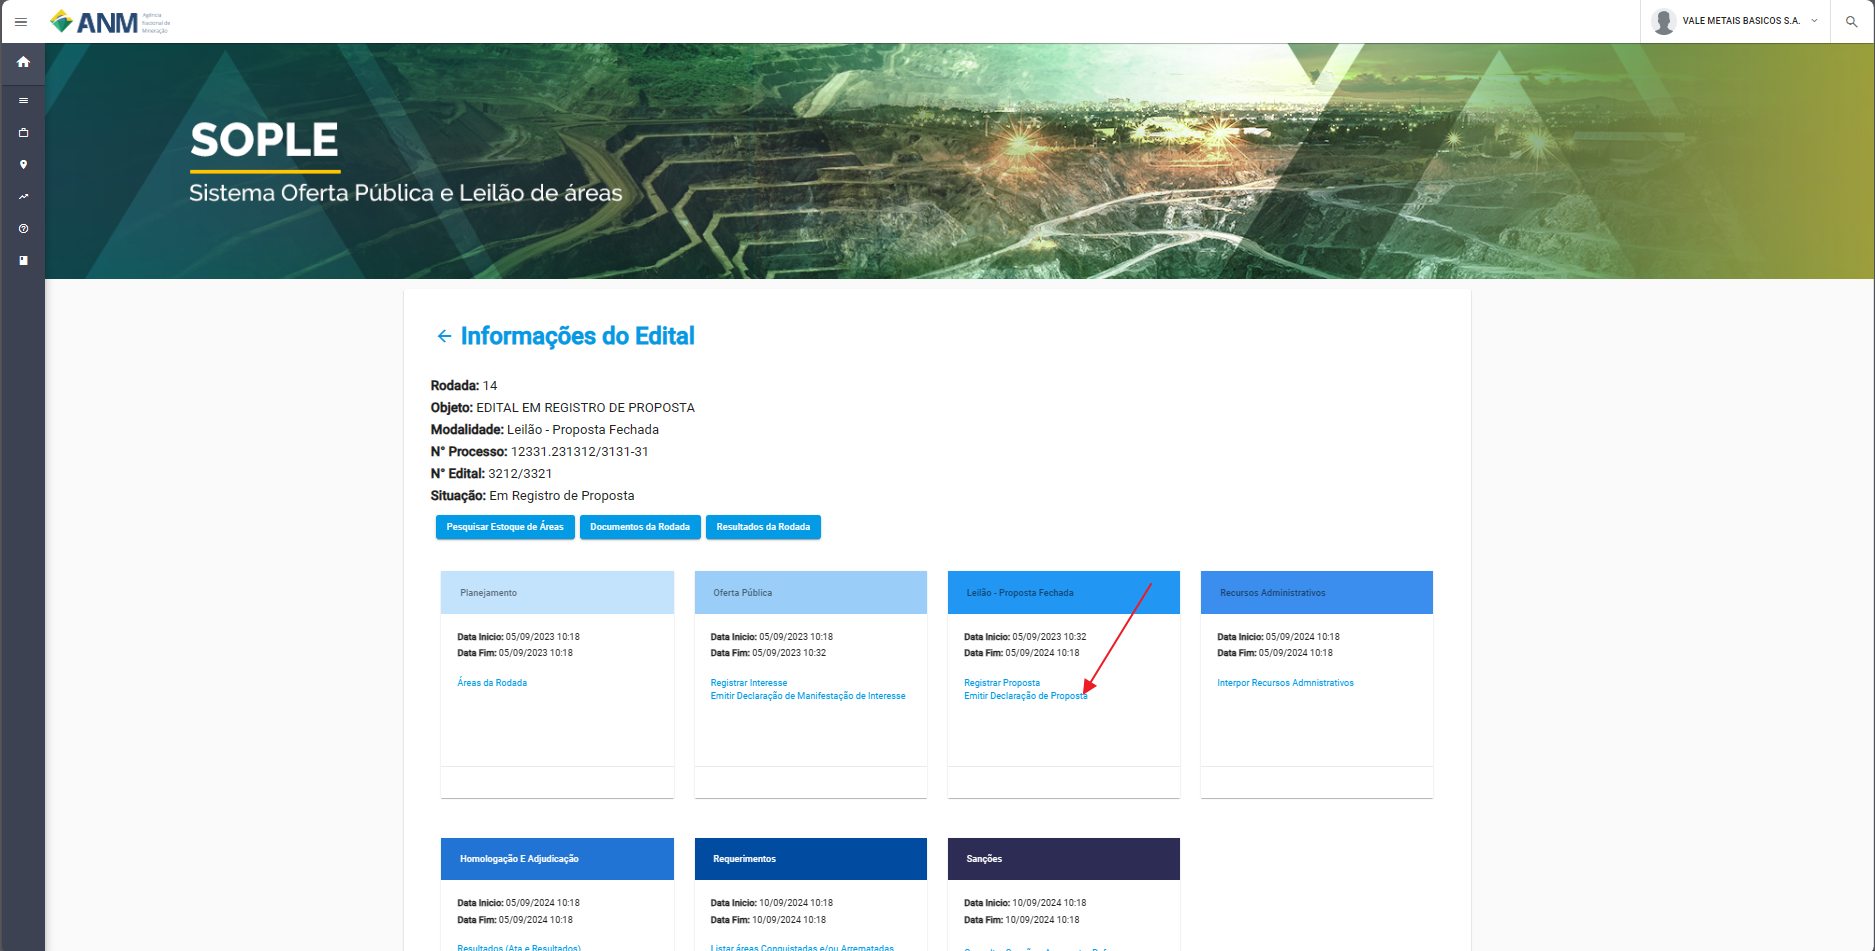 ANM Agência
Nacional de
Mineração
VALE METAIS BASICOS S.A.
SOPLE
Sistema Oferta Pública e Leilão de áreas
Informações do Edital
Rodada: 14
Objeto: EDITAL EM REGISTRO DE PROPOSTA
Modalidade: Leilão - Proposta Fechada
N° Processo: 12331.231312/3131-31
N° Edital: 3212/3321
Situação: Em Registro de Proposta
Pesquisar Estoque de Áreas Documentos da Rodada Resultados da Rodada
Planejamento
Data Inicio: 05/09/2023 10:18
Data Fim: 05/09/2023 10:18
Áreas da Rodada
Oferta Pública
Data Inicio: 05/09/2023 10:18
Data Fim: 05/09/2023 10:32
Registrar Interesse
Emitir Declaração de Manifestação de Interesse
Leilão - Proposta Fechada
Data Inicio: 05/09/2023 10:32
Data Fim: 05/09/2024 10:18
Registrar Proposta
Emitir Declaração de Proposta
Recursos Administrativos
Data Inicio: 05/09/2024 10:18
Data Fim: 05/09/2024 10:18
Interpor Recursos Admnistrativos
Homologação E Adjudicação
Data Inicio: 05/09/2024 10:18
Data Fim: 05/09/2024 10:18
Resultados (Ata e Resultados)
Requerimentos
Data Inicio: 10/09/2024 10:18
Data Fim: 10/09/2024 10:18
Listar áreas Conquistadas e/ou Arrematadas
Sanções
Data Inicio: 10/09/2024 10:18
Data Fim: 10/09/2024 10:18